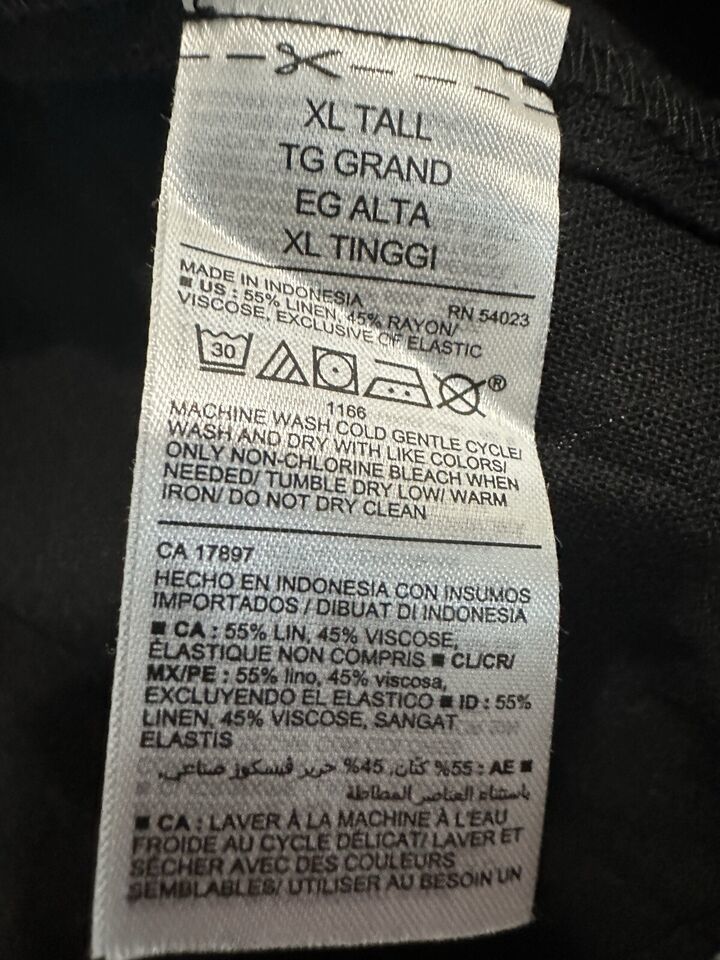 XL TALL
TG GRAND
EG ALTA
XL TINGGI
MADE IN INDONESIA
RN 54023
■ US : 55% LINEN, 45% RAYON/
VISCOSE, EXCLUSIVE OF ELASTIC
30
®
1166
MACHINE WASH COLD GENTLE CYCLE/
WASH AND DRY WITH LIKE COLORS/
ONLY NON-CHLORINE BLEACH WHEN
NEEDED/ TUMBLE DRY LOW/ WARM
IRON/ DO NOT DRY CLEAN
CA 17897
HECHO EN INDONESIA CON INSUMOS
IMPORTADOS / DIBUAT DI INDONESIA
■ CA : 55% LIN, 45% VISCOSE,
ÉLASTIQUE NON COMPRIS ■ CL/CR/
MX/PE : 55% lino, 45% viscosa,
EXCLUYENDO EL ELASTICO ■ ID : 55%
LINEN, 45% VISCOSE, SANGAT
ELASTIS
■ AE : 55% كتان, 45% حرير فيسكوز صناعي,
باستثناء العناصر المطاطة
■ CA : LAVER À LA MACHINE À L'EAU
FROIDE AU CYCLE DÉLICAT/ LAVER ET
SÉCHER AVEC DES COULEURS
SEMBLABLES/ UTILISER AU BESOIN UN